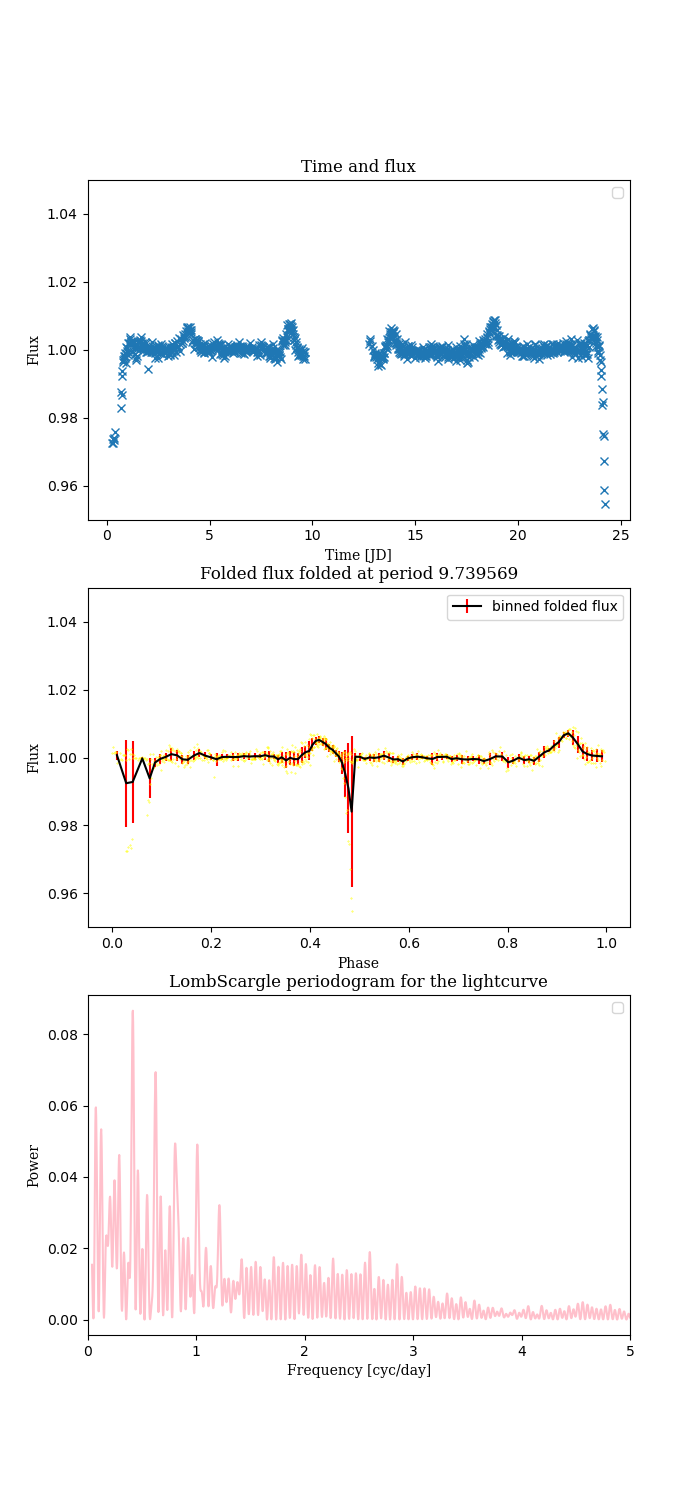 Time and flux
1.04
1.02
1.00
0.98
0.96
Flux
0 5 10 15 20 25
Time [JD]
Folded flux folded at period 9.739569
binned folded flux
1.04
1.02
1.00
0.98
0.96
Flux
0.0 0.2 0.4 0.6 0.8 1.0
Phase
LombScargle periodogram for the lightcurve
0.08
0.06
0.04
0.02
0.00
Power
0 1 2 3 4 5
Frequency [cyc/day]